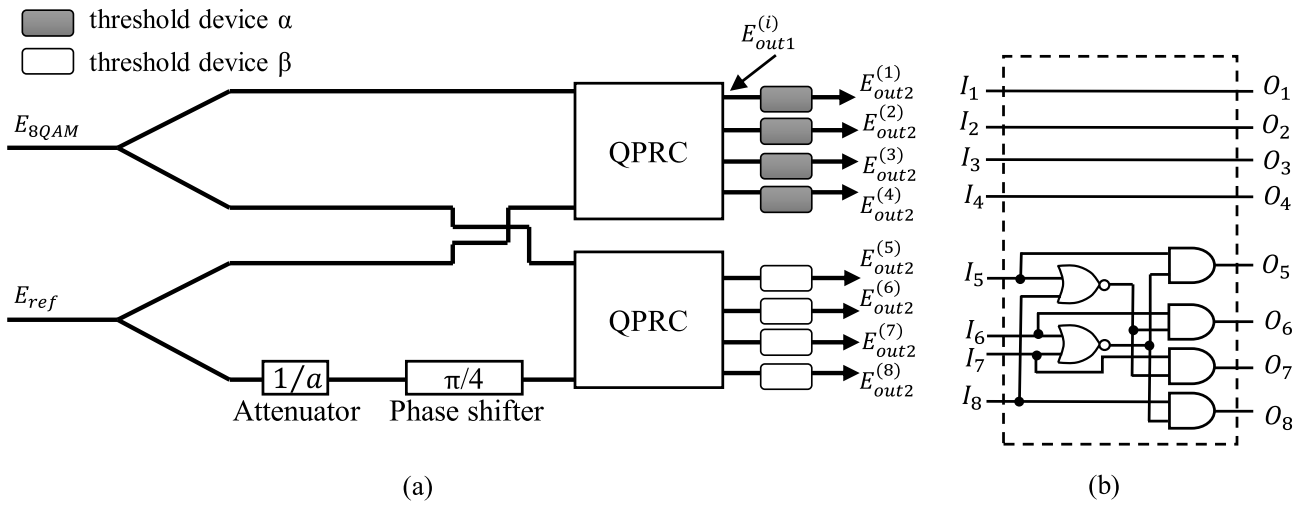 threshold device α
threshold device β
E_{8QAM}
E_{ref}
1/a
Attenuator
π/4
Phase shifter
QPRC
QPRC
E_{out1}^{(i)}
E_{out2}^{(1)}
E_{out2}^{(2)}
E_{out2}^{(3)}
E_{out2}^{(4)}
E_{out2}^{(5)}
E_{out2}^{(6)}
E_{out2}^{(7)}
E_{out2}^{(8)}
(a)
I_1
I_2
I_3
I_4
I_5
I_6
I_7
I_8
O_1
O_2
O_3
O_4
O_5
O_6
O_7
O_8
(b)